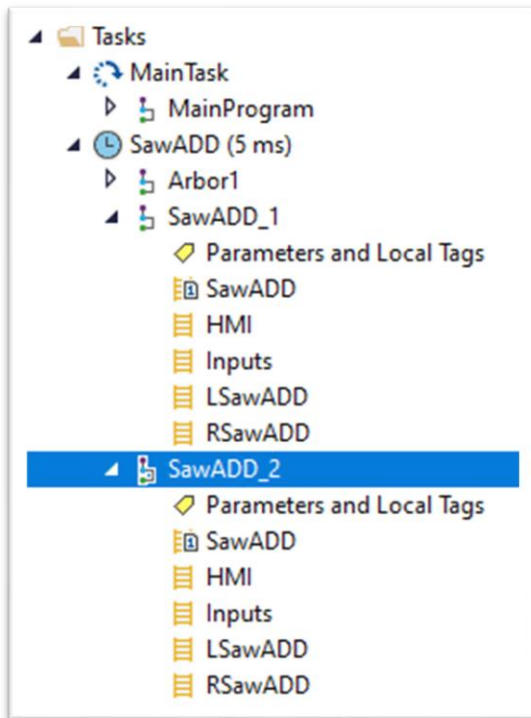 Tasks
MainTask
MainProgram
SawADD (5 ms)
Arbor1
SawADD_1
Parameters and Local Tags
SawADD
HMI
Inputs
LSawADD
RSawADD
SawADD_2
Parameters and Local Tags
SawADD
HMI
Inputs
LSawADD
RSawADD